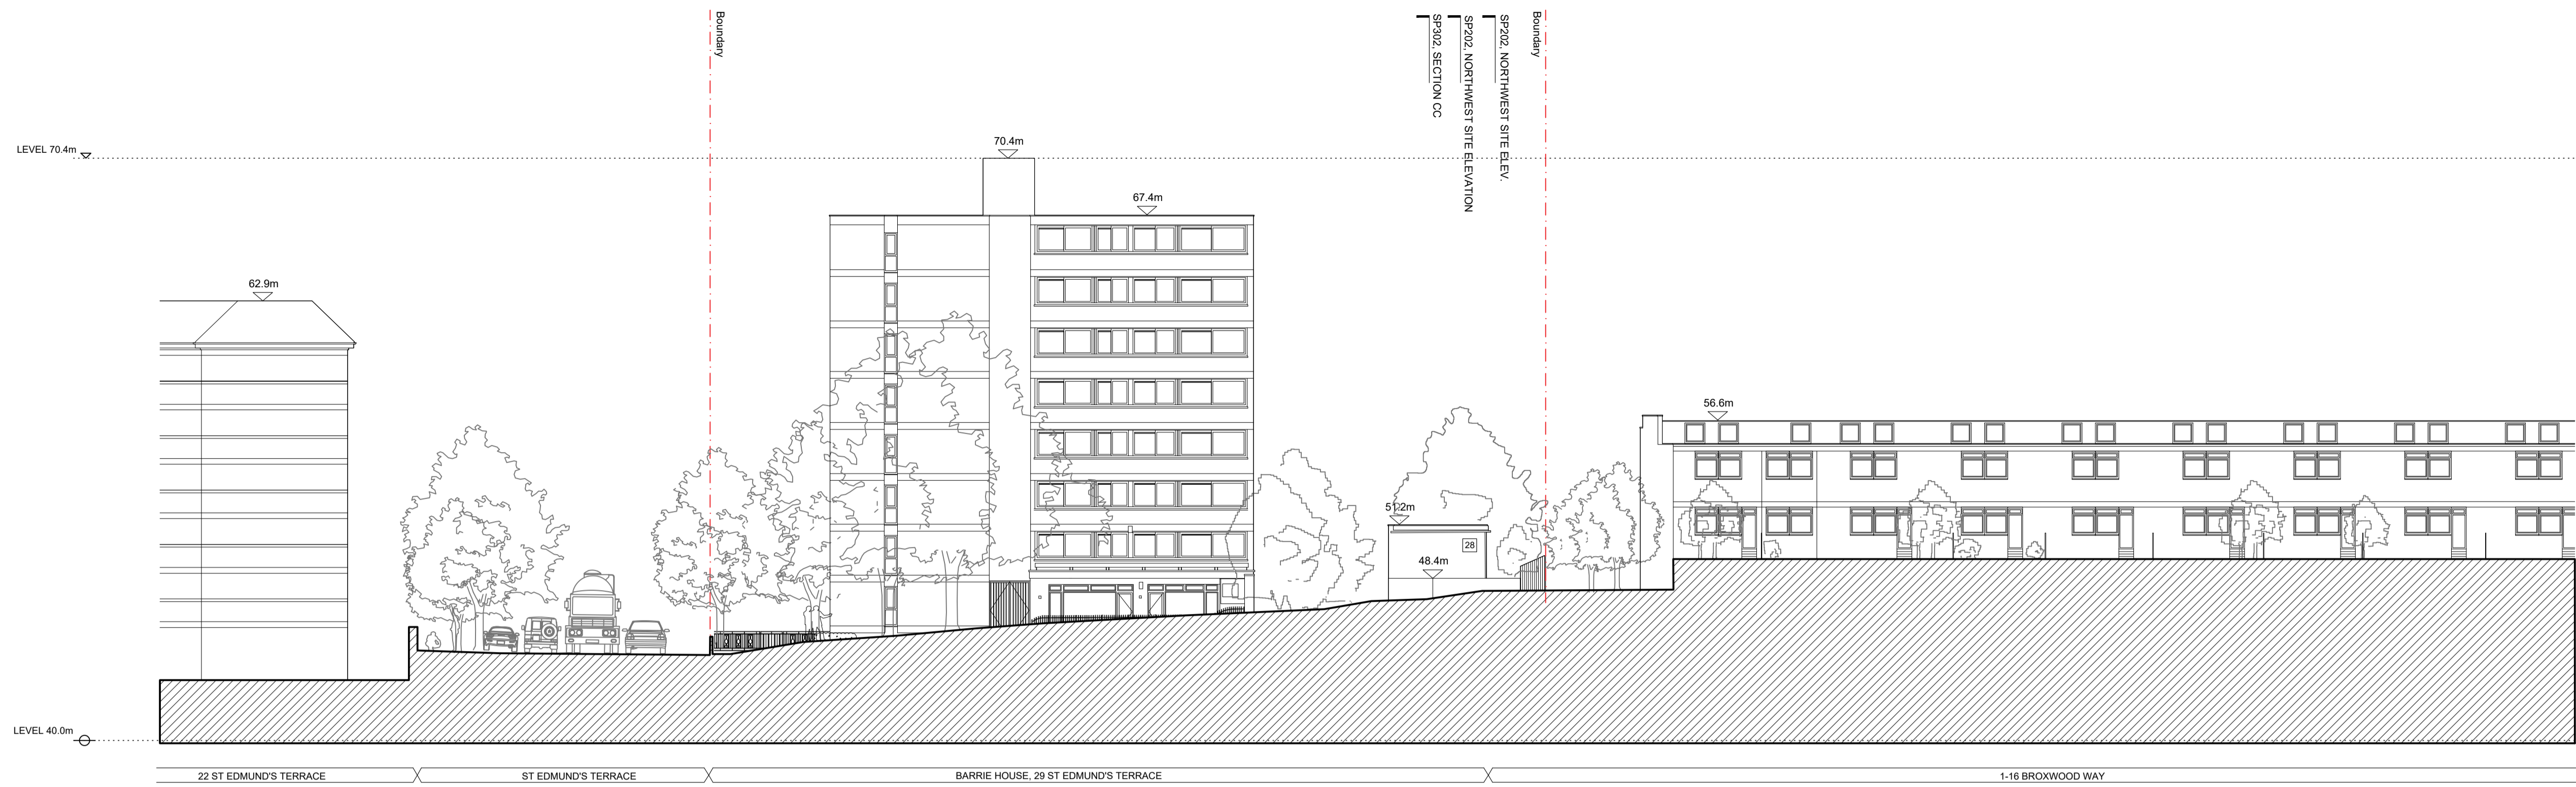 Boundary
SP302, SECTION CC
SP202, NORTHWEST SITE ELEVATION
SP202, NORTHWEST SITE ELEV.
Boundary
LEVEL 70.4m
70.4m
67.4m
62.9m
56.6m
51.2m
28
48.4m
LEVEL 40.0m
22 ST EDMUND'S TERRACE
ST EDMUND'S TERRACE
BARRIE HOUSE, 29 ST EDMUND'S TERRACE
1-16 BROXWOOD WAY